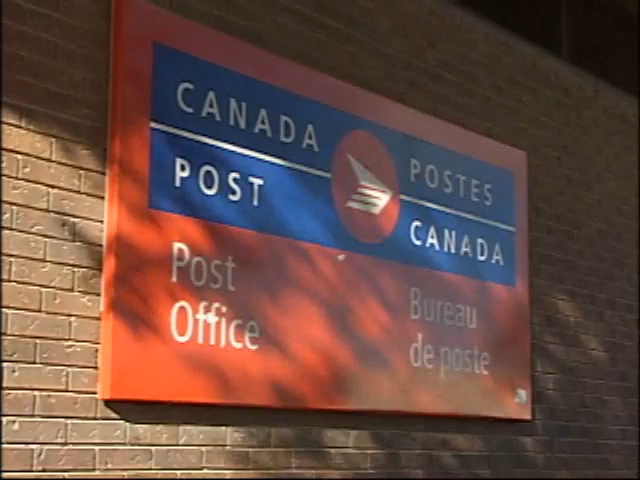 CANADA
POST
POSTES
CANADA
Post
Office
Bureau
de poste